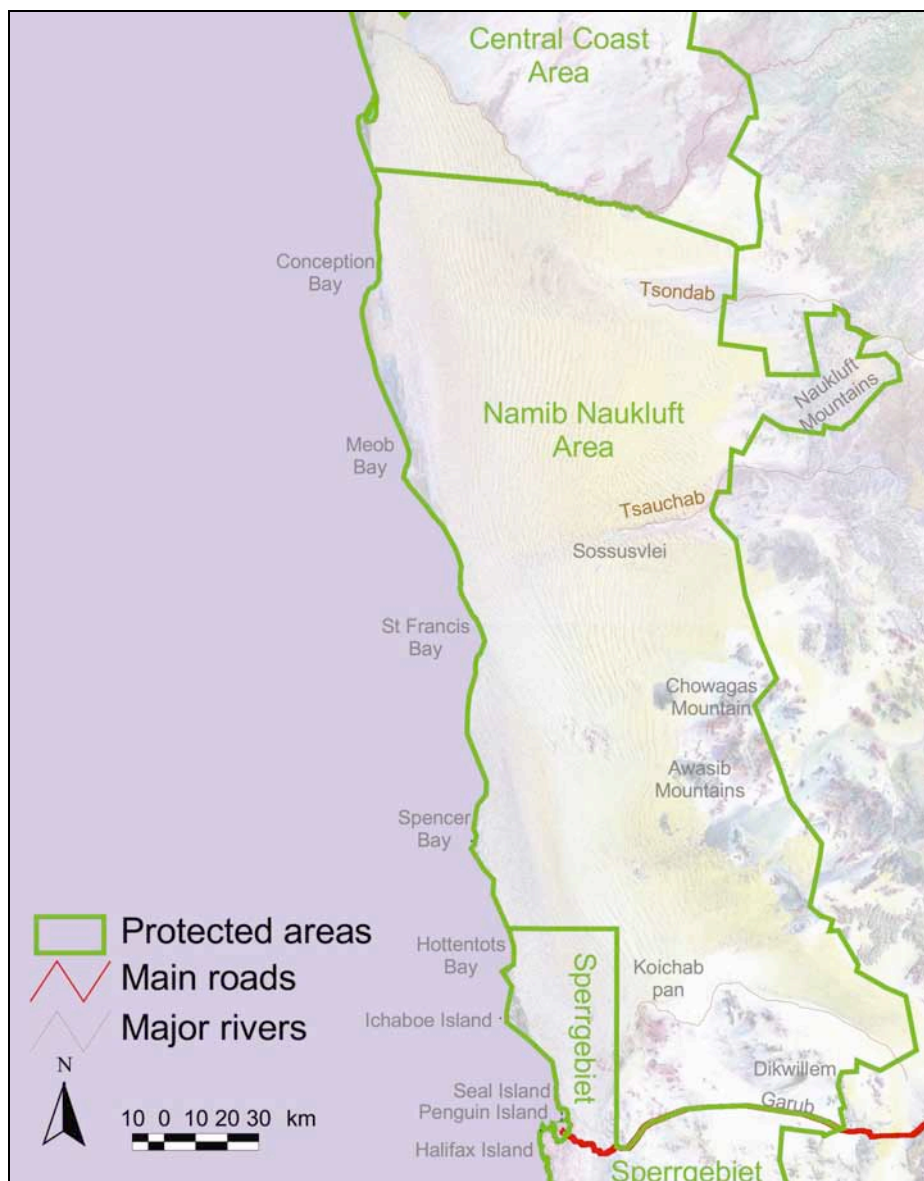 Central Coast
Area
Conception
Bay
Tsondab
Naukluft
Mountains
Namib Naukluft
Area
Meob
Bay
Tsauchab
Sossusvlei
St Francis
Bay
Chowagas
Mountain
Awasib
Mountains
Spencer
Bay
Protected areas
Main roads
Major rivers
N
10 0 10 20 30 km
Hottentots
Bay
Sperrgebiet
Koichab
pan
Ichaboe Island
Dikwillem
Seal Island
Garub
Penguin Island
Halifax Island
Sperrgebiet